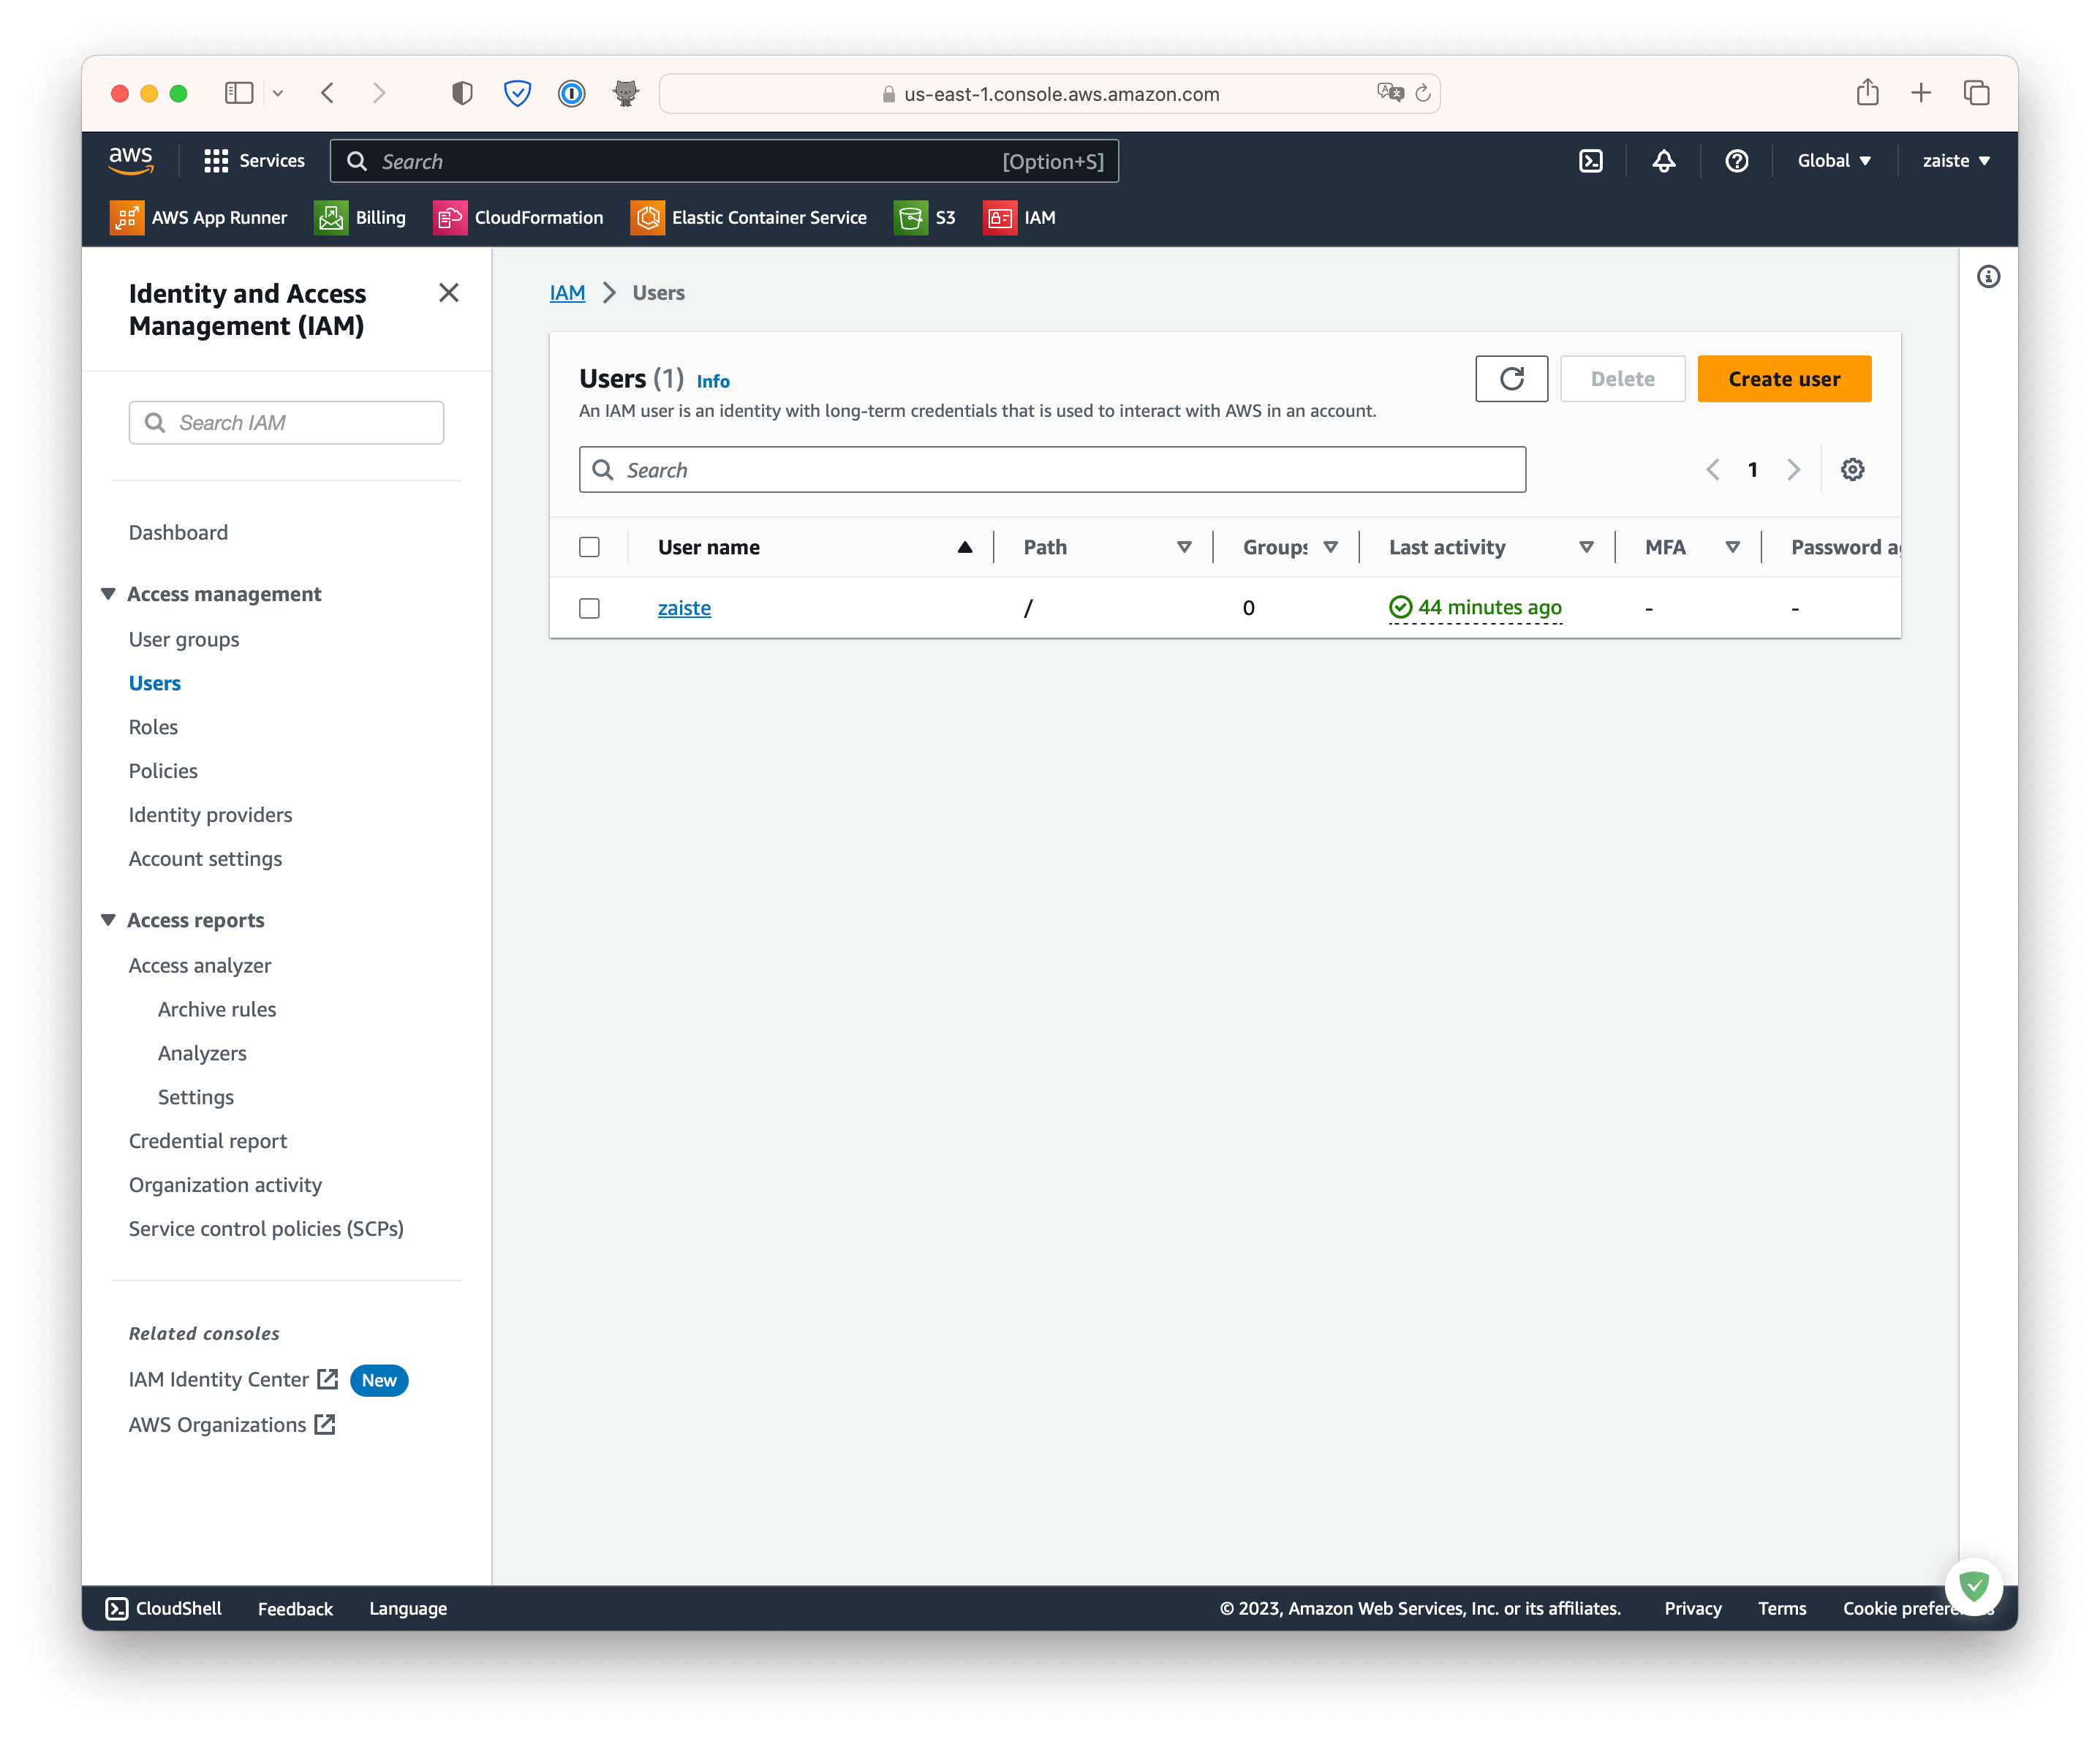 us-east-1.console.aws.amazon.com
aws
Services
Search
[Option+S]
Global
zaiste
AWS App Runner
Billing
CloudFormation
Elastic Container Service
S3
IAM
Identity and Access
Management (IAM)
Search IAM
Dashboard
Access management
User groups
Users
Roles
Policies
Identity providers
Account settings
Access reports
Access analyzer
Archive rules
Analyzers
Settings
Credential report
Organization activity
Service control policies (SCPs)
Related consoles
IAM Identity Center New
AWS Organizations
IAM > Users
Users (1) Info
Delete
Create user
An IAM user is an identity with long-term credentials that is used to interact with AWS in an account.
Search
1
User name Path Groups Last activity MFA Password
zaiste / 0 44 minutes ago - -
CloudShell Feedback Language
© 2023, Amazon Web Services, Inc. or its affiliates. Privacy Terms Cookie